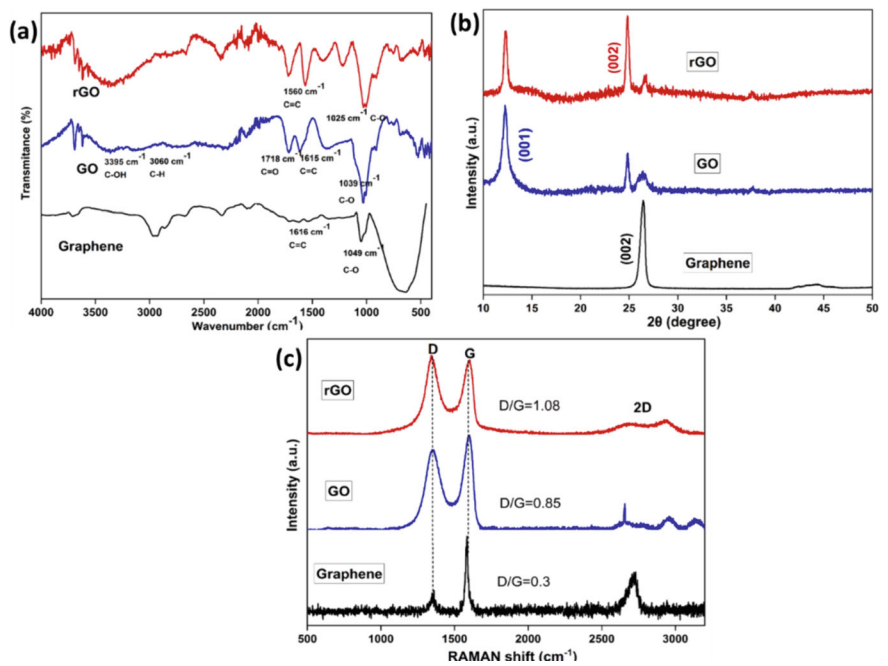 (a)
rGO
1560 cm-1
C=C
1025 cm-1 C-O
GO
3395 cm-1
C-OH
3060 cm-1
C-H
1718 cm-1
C=O
1615 cm-1
C=C
1039 cm-1
C-O
Graphene
1616 cm-1
C=C
1049 cm-1
C-O
Transmitance (%)
4000 3500 3000 2500 2000 1500 1000 500
Wavenumber (cm-1)
(b)
(002)
rGO
(001)
GO
(002)
Graphene
Intensity (a.u.)
10 15 20 25 30 35 40 45 50
2θ (degree)
(c)
D G
rGO
D/G=1.08
2D
GO
D/G=0.85
Graphene
D/G=0.3
Intensity (a.u.)
500 1000 1500 2000 2500 3000
RAMAN shift (cm-1)